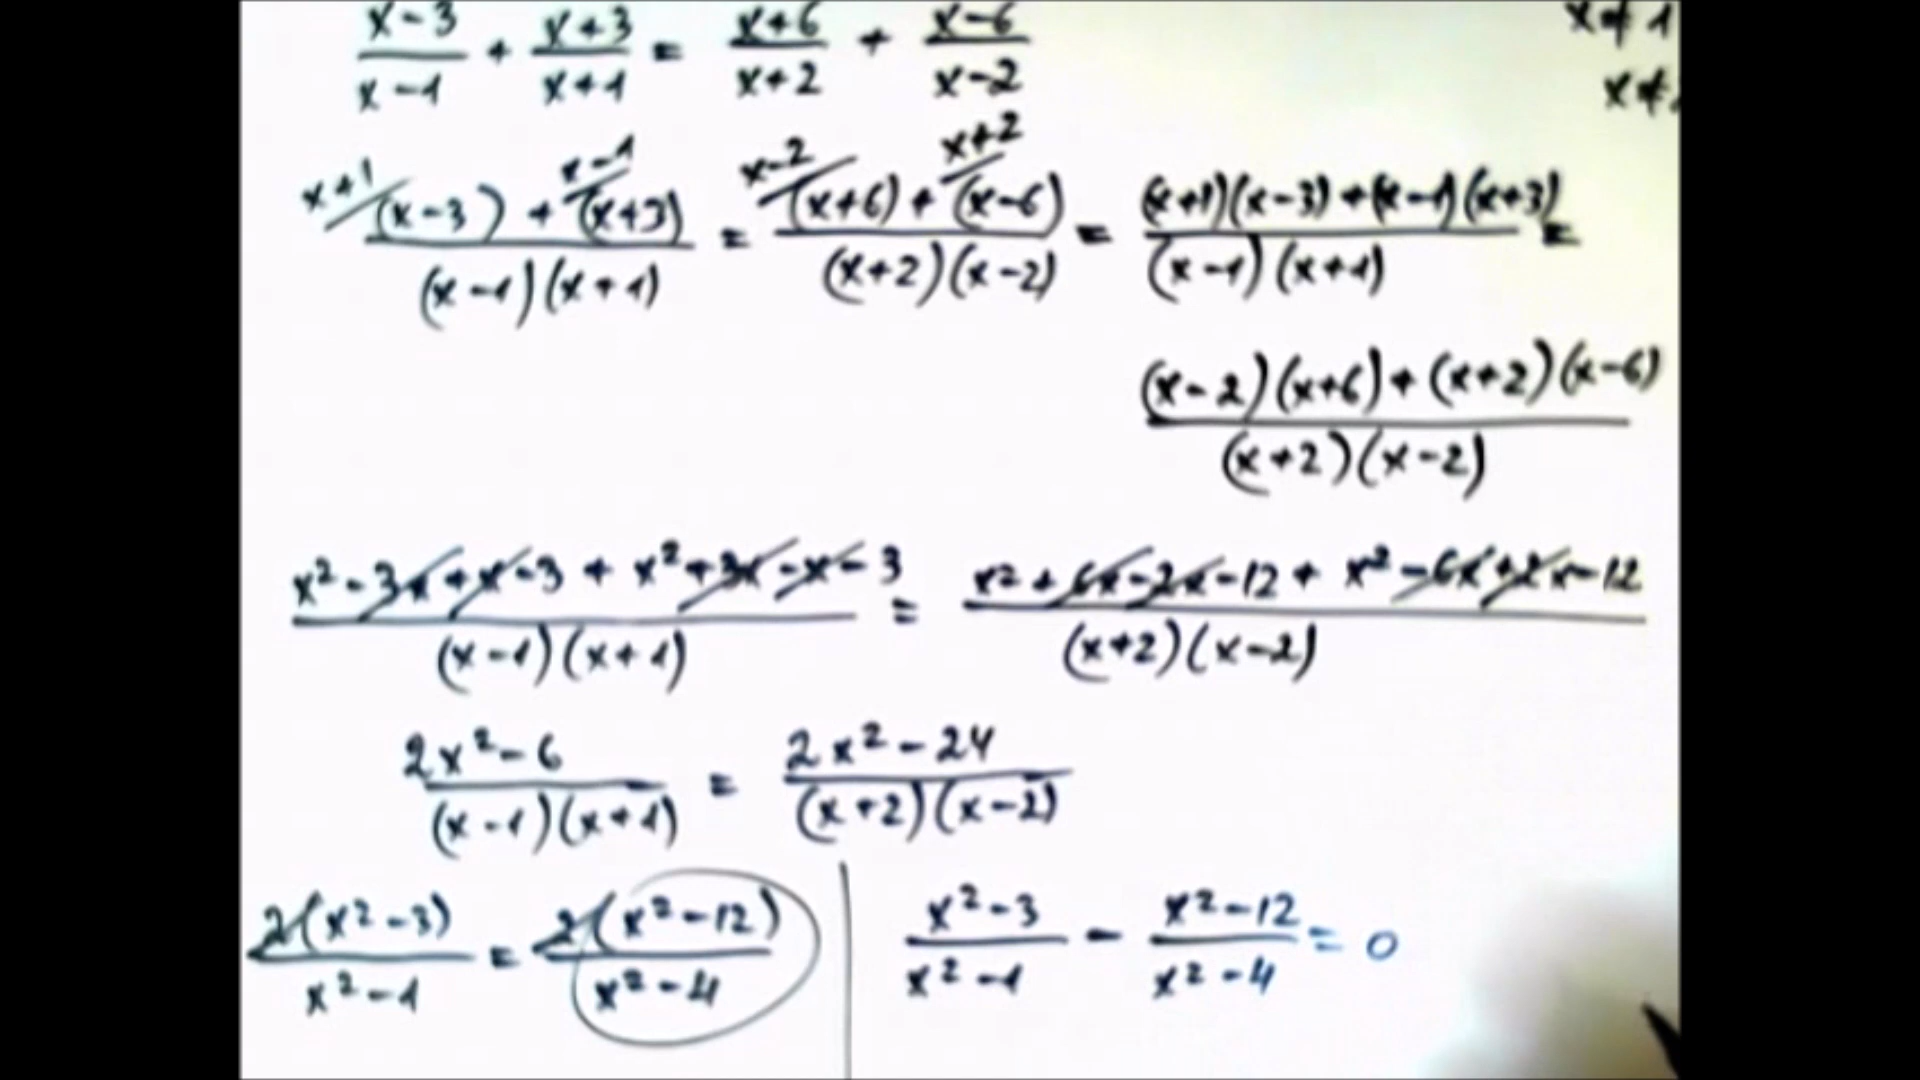 x-3/x-1 + x+3/x+1 = x+6/x+2 + x-6/x-2
x≠1
x≠
x+1/(x-3) + x-1/(x+3) / (x-1)(x+1) = x-2/(x+6) + x+2/(x-6) / (x+2)(x-2) = (x+1)(x-3)+(x-1)(x+3) / (x-1)(x+1) =
(x-2)(x+6)+(x+2)(x-6) / (x+2)(x-2)
x²-3x+x-3 + x²+3x-x-3 / (x-1)(x+1) = x²+6x-2x-12 + x²-6x+2x-12 / (x+2)(x-2)
2x²-6 / (x-1)(x+1) = 2x²-24 / (x+2)(x-2)
2(x²-3) / x²-1 = 2(x²-12) / x²-4
x²-3 / x²-1 - x²-12 / x²-4 = 0